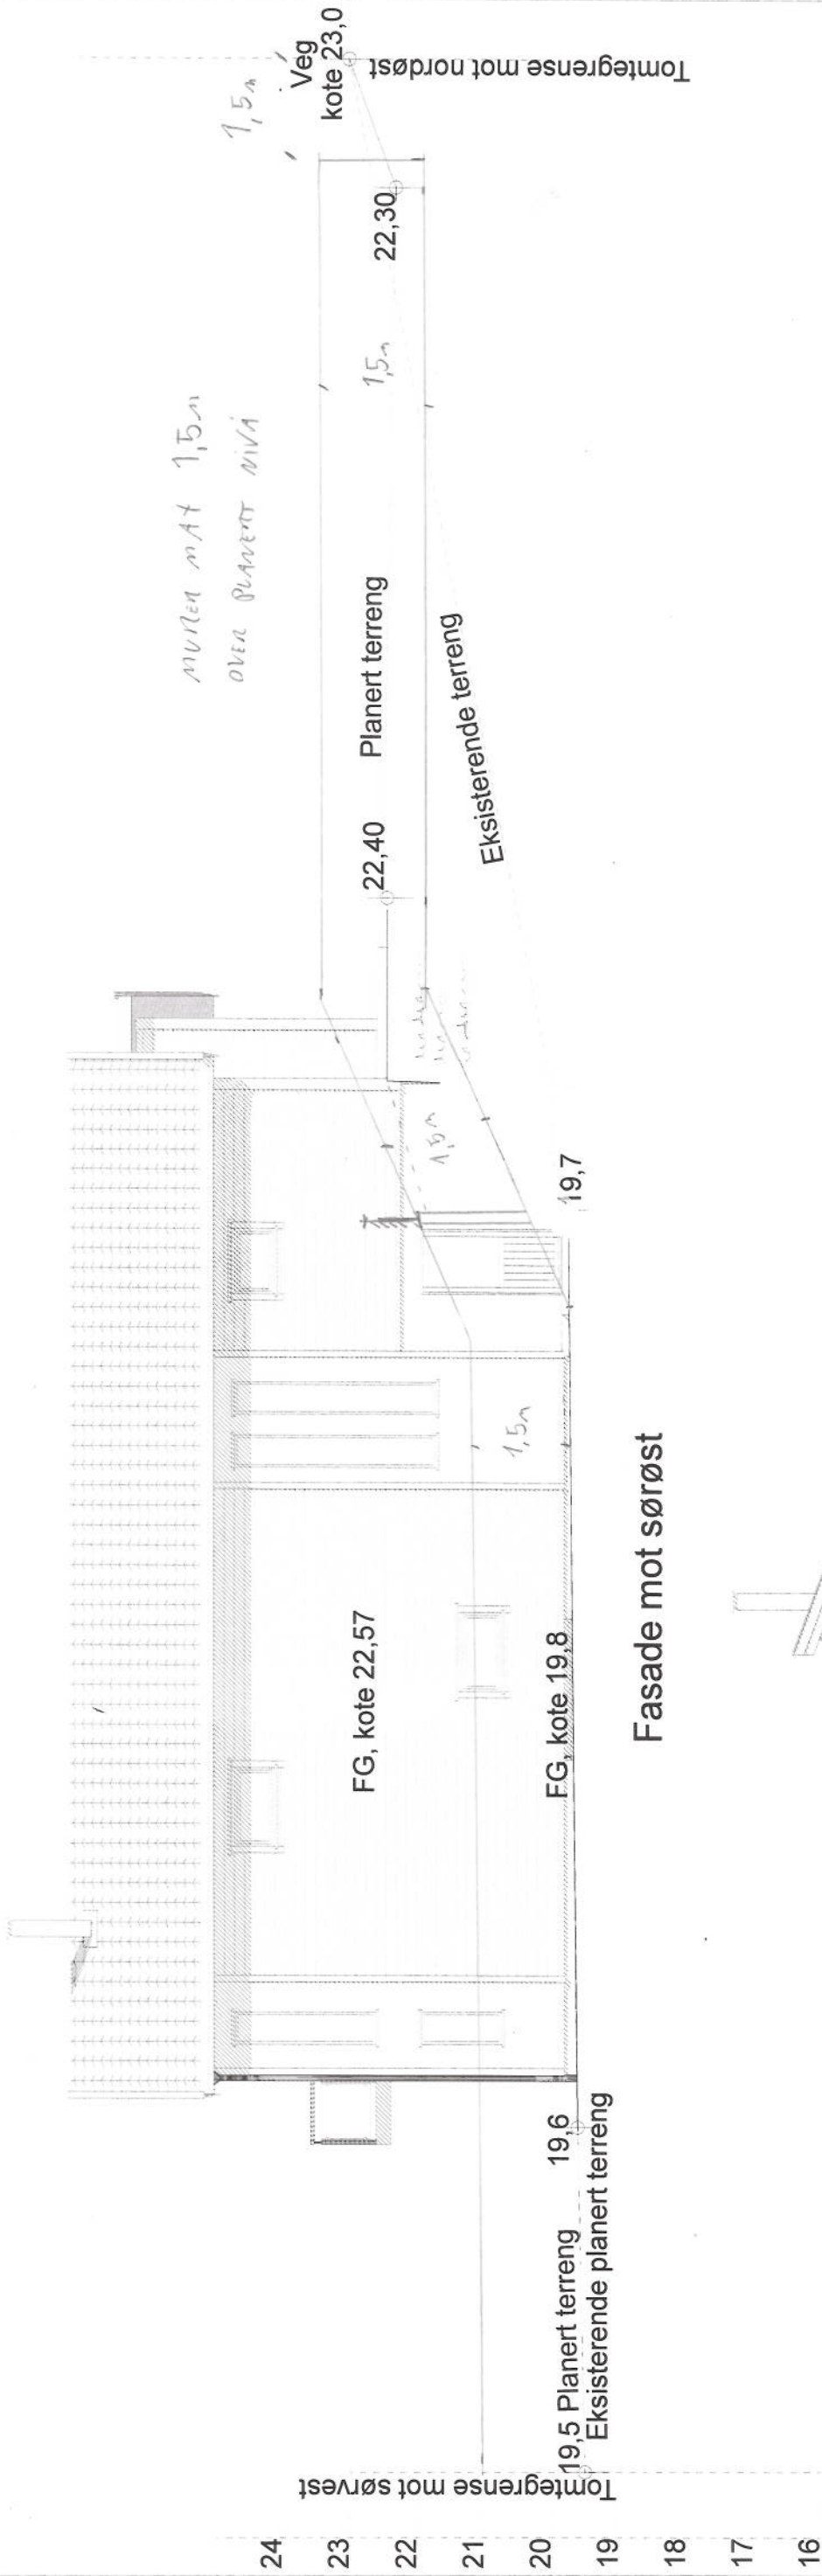 MUREN MAX 1,5m
OVER PLANERT NIVÅ
1,5m
Veg
kote 23,0
Tomtegrense mot nordøst
22,30
1,5m
Planert terreng
22,40
Eksisterende terreng
1,5m
19,7
1,5m
FG, kote 22,57
FG, kote 19,8
Fasade mot sørøst
19,6
19,5 Planert terreng
Eksisterende planert terreng
Tomtegrense mot sørvest
24
23
22
21
20
19
18
17
16